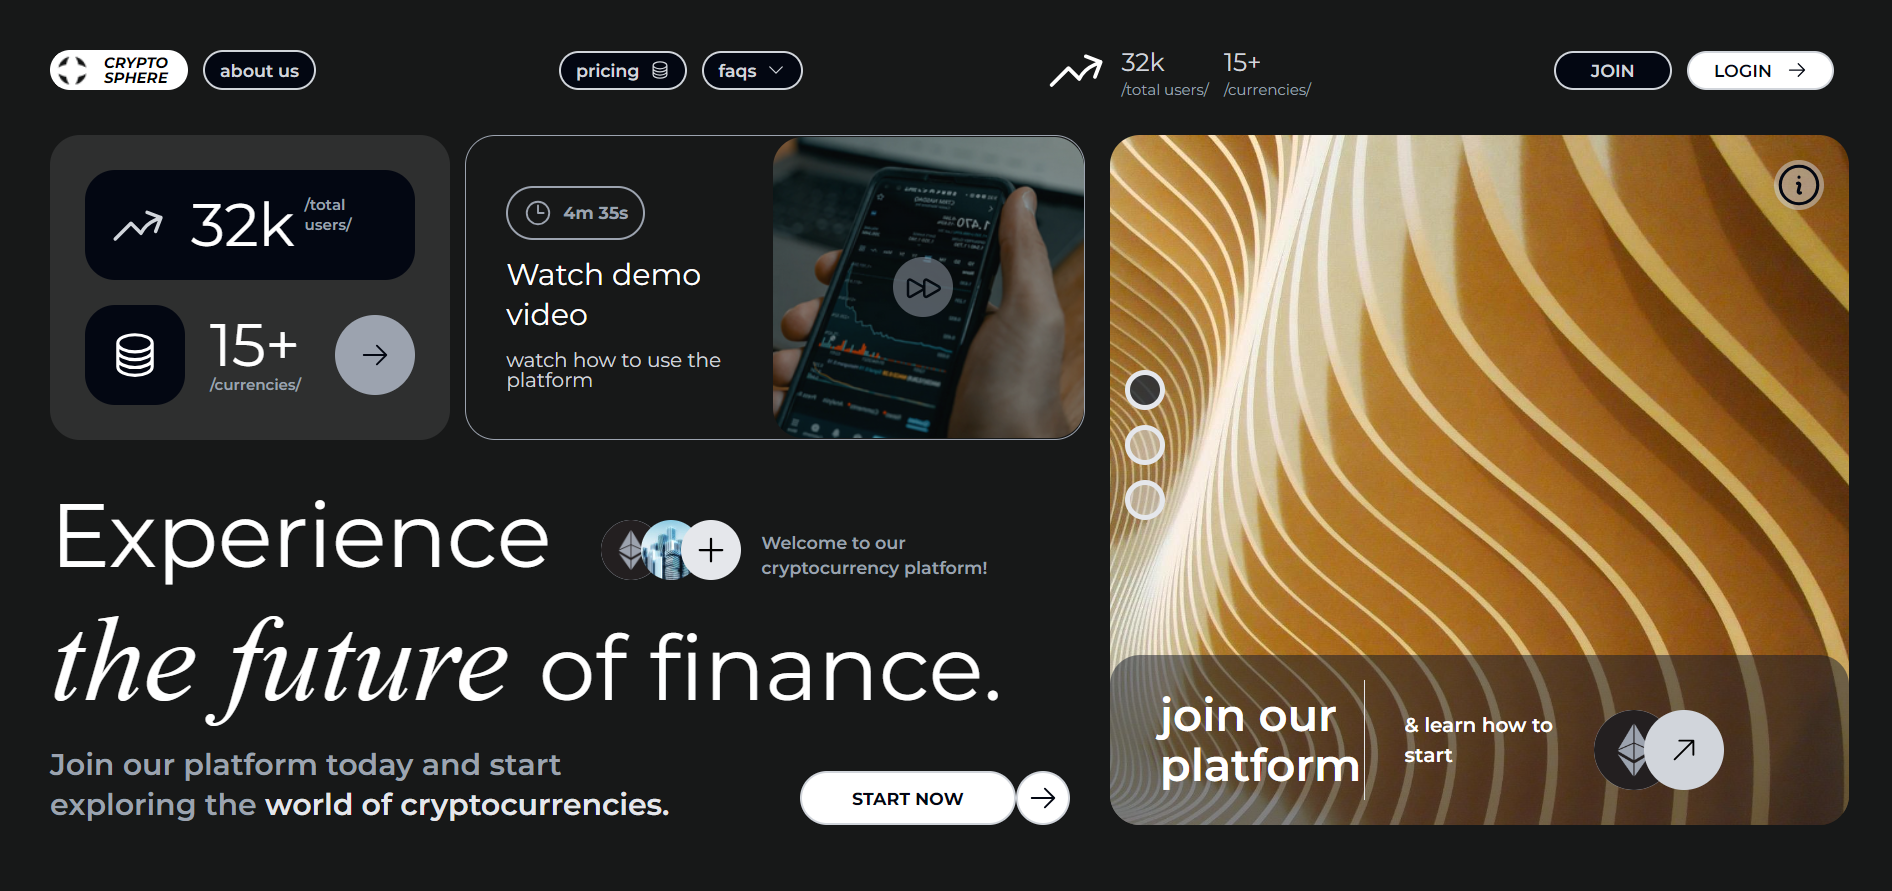 CRYPTO
SPHERE
about us
pricing
faqs
32k
/total users/
15+
/currencies/
JOIN
LOGIN
32k
/total
users/
15+
/currencies/
4m 35s
Watch demo
video
watch how to use the
platform
1,470
Experience
Welcome to our
cryptocurrency platform!
the future of finance.
Join our platform today and start
exploring the world of cryptocurrencies.
START NOW
join our
platform
& learn how to
start